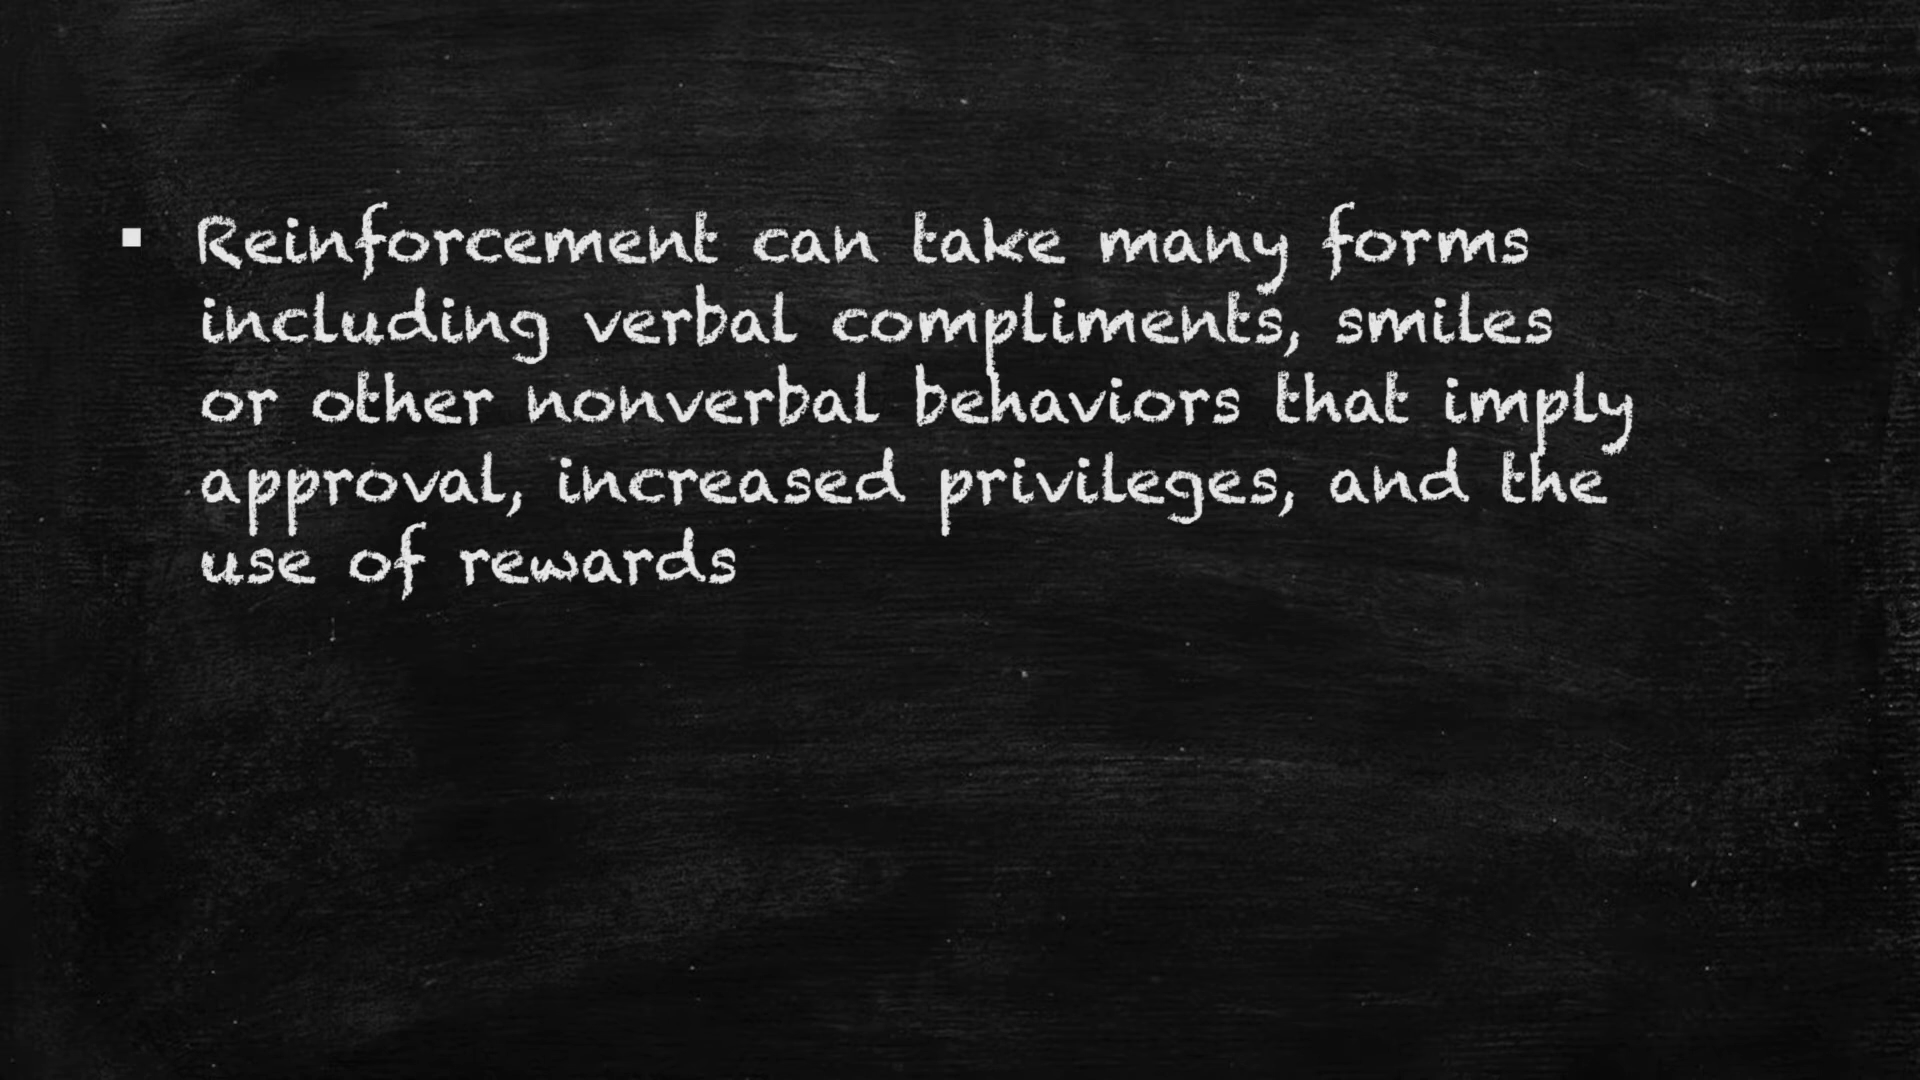 ▪ Reinforcement can take many forms
including verbal compliments, smiles
or other nonverbal behaviors that imply
approval, increased privileges, and the
use of rewards